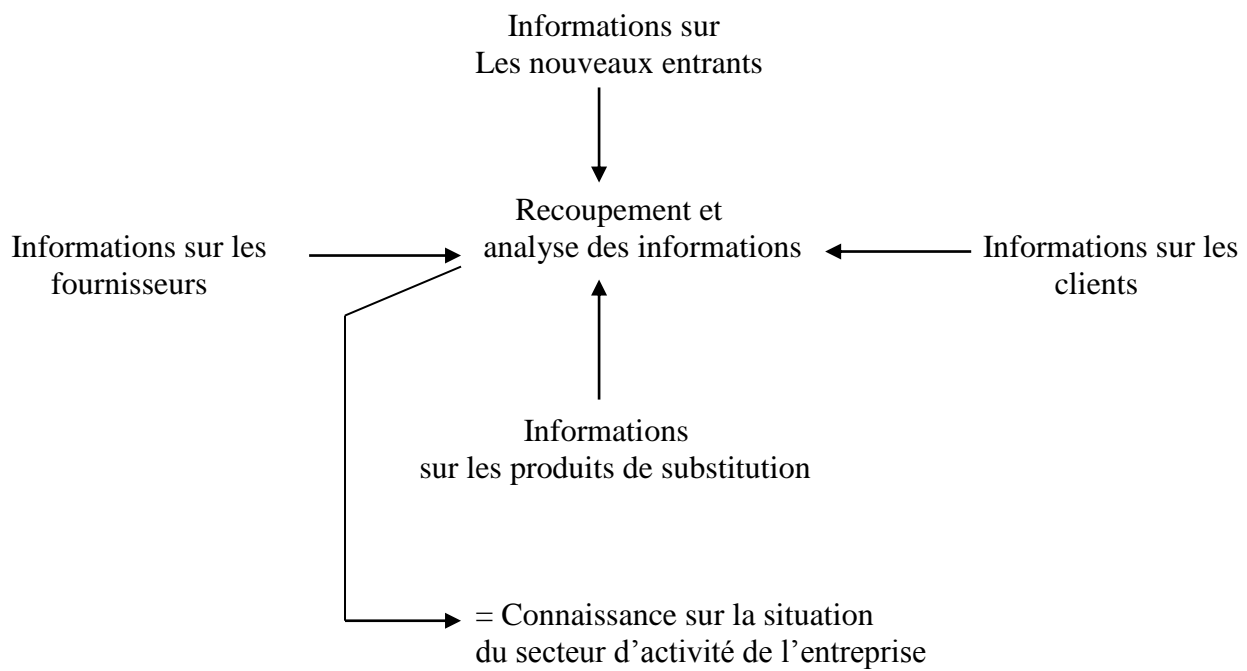 Informations sur
Les nouveaux entrants
Recoupement et
analyse des informations
Informations sur les
fournisseurs
Informations sur les
clients
Informations
sur les produits de substitution
= Connaissance sur la situation
du secteur d’activité de l’entreprise